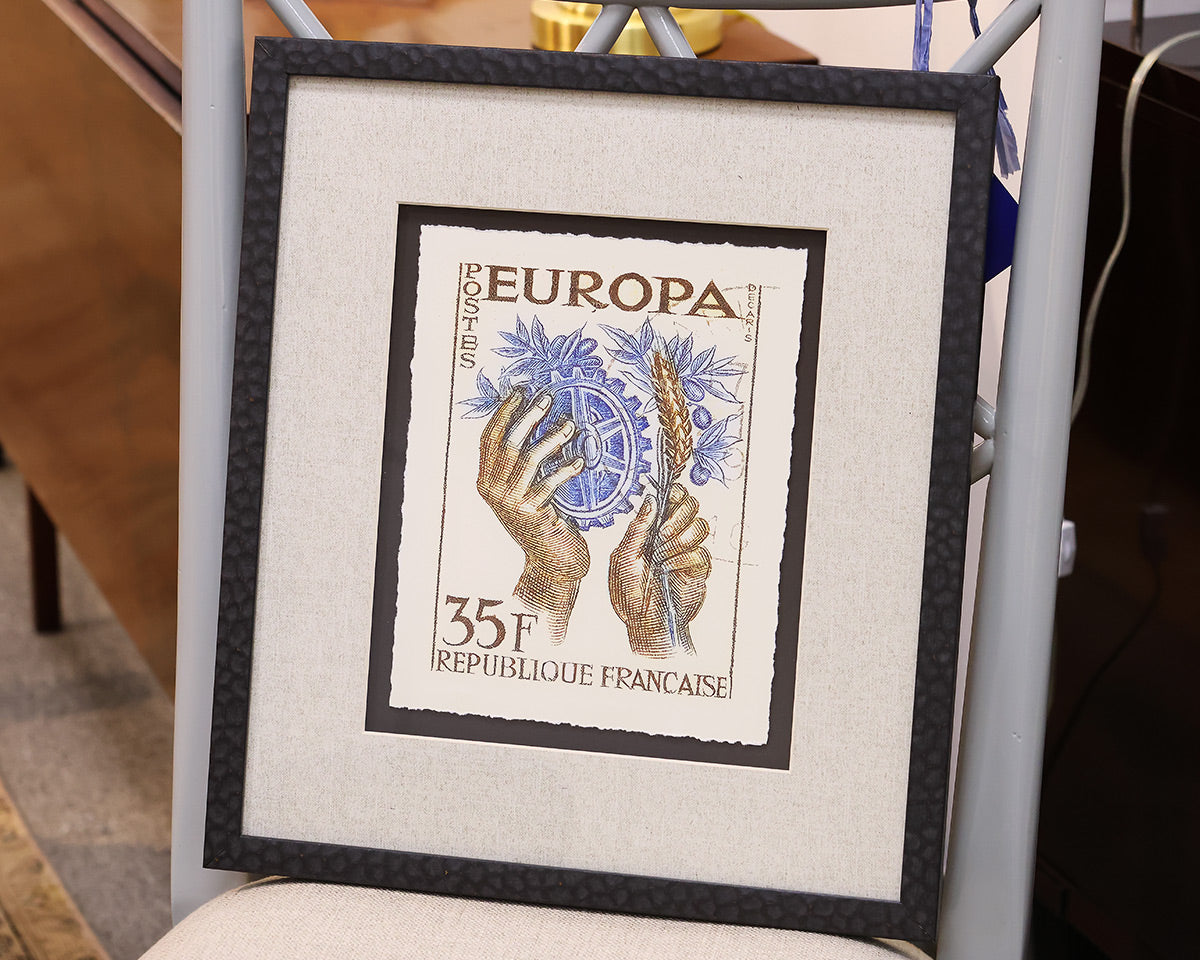 POSTES
EUROPA
DECARIS
35F
REPUBLIQUE FRANCAISE